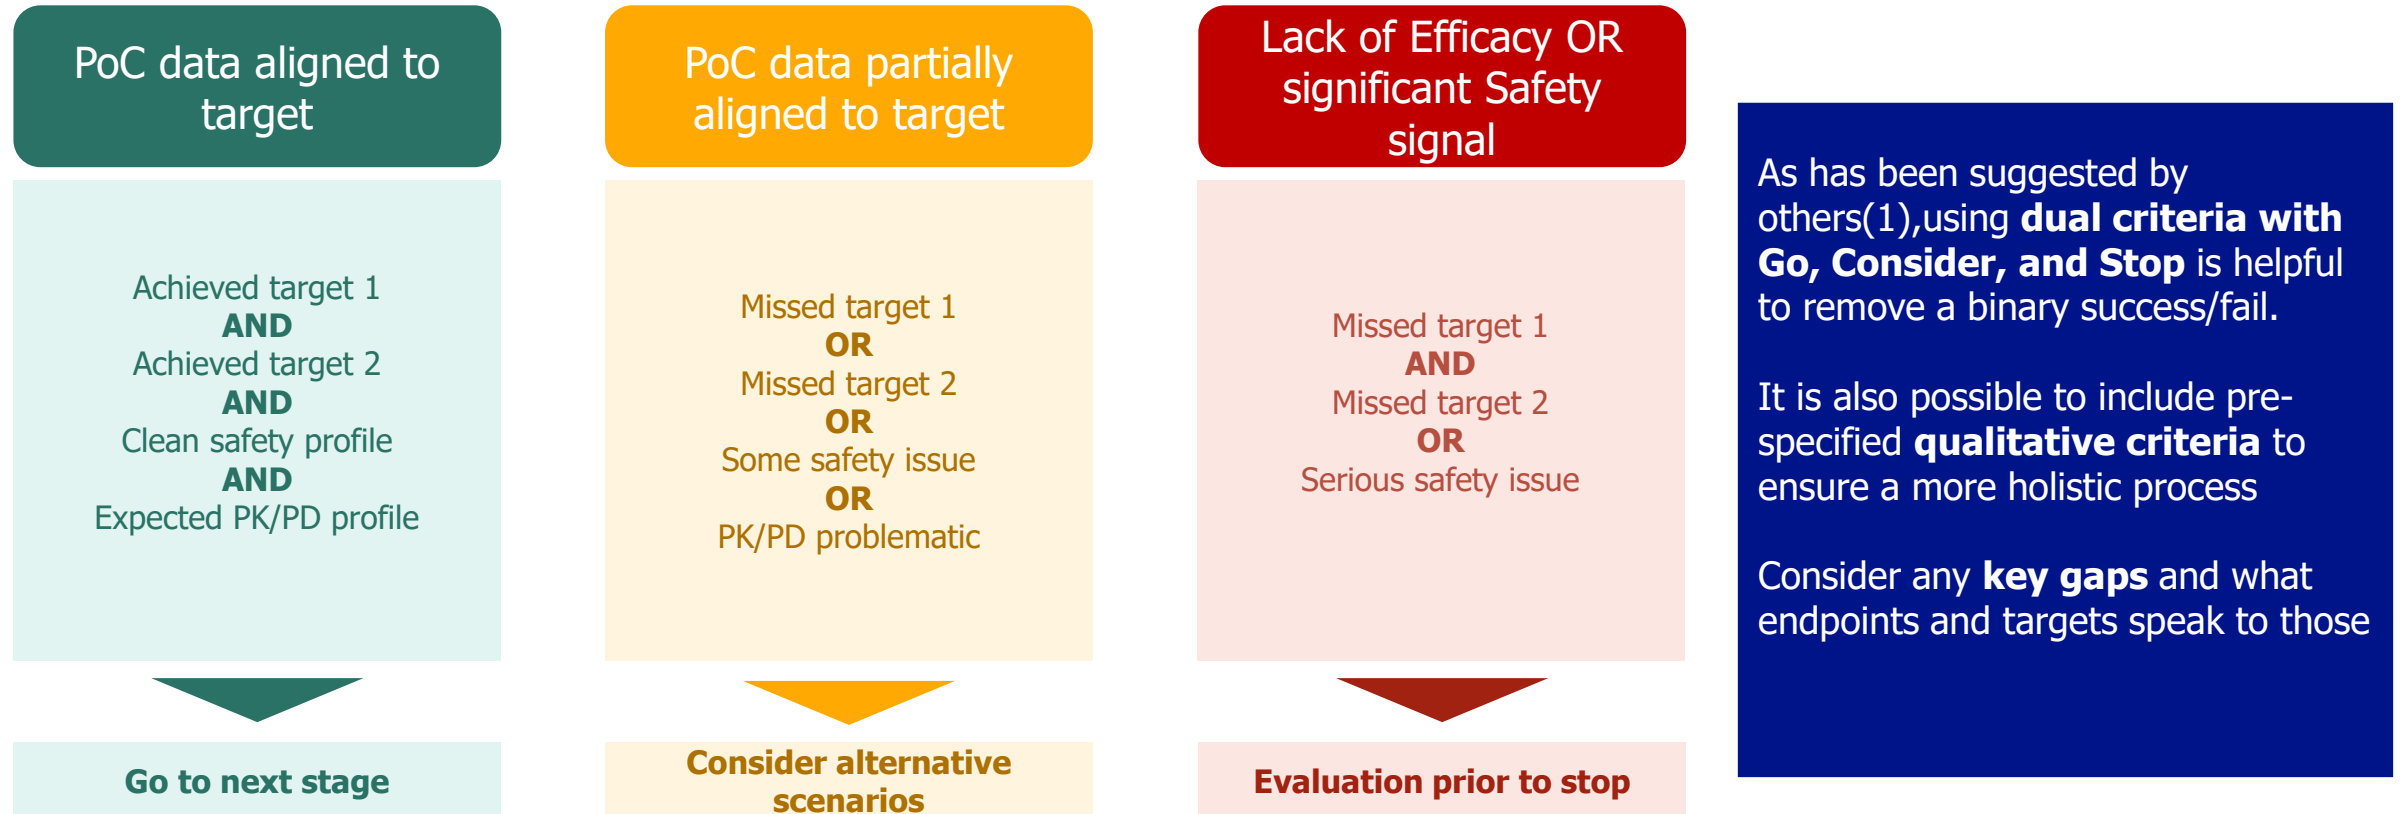 PoC data aligned to
target
Achieved target 1
AND
Achieved target 2
AND
Clean safety profile
AND
Expected PK/PD profile
Go to next stage
PoC data partially
aligned to target
Missed target 1
OR
Missed target 2
OR
Some safety issue
OR
PK/PD problematic
Consider alternative
scenarios
Lack of Efficacy OR
significant Safety
signal
Missed target 1
AND
Missed target 2
OR
Serious safety issue
Evaluation prior to stop
As has been suggested by
others(1),using dual criteria with
Go, Consider, and Stop is helpful
to remove a binary success/fail.
It is also possible to include pre-
specified qualitative criteria to
ensure a more holistic process
Consider any key gaps and what
endpoints and targets speak to those